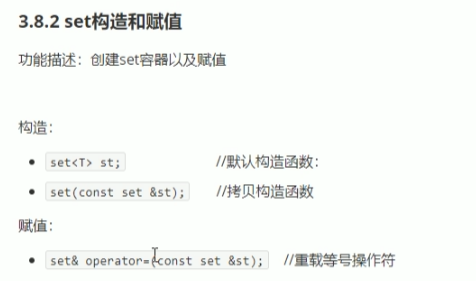 3.8.2 set构造和赋值
功能描述：创建set容器以及赋值
构造：
set<T> st; //默认构造函数：
set(const set &st); //拷贝构造函数
赋值：
set& operator=(const set &st); //重载等号操作符